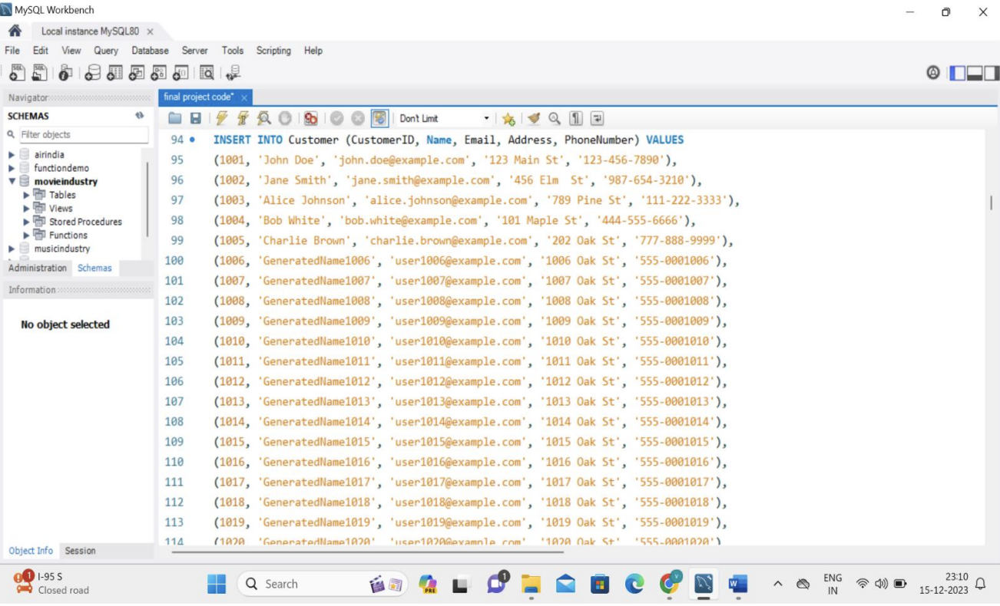 MySQL Workbench
Local instance MySQL80
File Edit View Query Database Server Tools Scripting Help
Navigator
SCHEMAS
Filter objects
airindia
functiondemo
movieindustry
Tables
Views
Stored Procedures
Functions
musicindustry
Administration Schemas
Information
No object selected
Object Info Session
final project code*
Don't Limit
94 INSERT INTO Customer (CustomerID, Name, Email, Address, PhoneNumber) VALUES
95 (1001, 'John Doe', 'john.doe@example.com', '123 Main St', '123-456-7890'),
96 (1002, 'Jane Smith', 'jane.smith@example.com', '456 Elm  St', '987-654-3210'),
97 (1003, 'Alice Johnson', 'alice.johnson@example.com', '789 Pine St', '111-222-3333'),
98 (1004, 'Bob White', 'bob.white@example.com', '101 Maple St', '444-555-6666'),
99 (1005, 'Charlie Brown', 'charlie.brown@example.com', '202 Oak St', '777-888-9999'),
100 (1006, 'GeneratedName1006', 'user1006@example.com', '1006 Oak St', '555-0001006'),
101 (1007, 'GeneratedName1007', 'user1007@example.com', '1007 Oak St', '555-0001007'),
102 (1008, 'GeneratedName1008', 'user1008@example.com', '1008 Oak St', '555-0001008'),
103 (1009, 'GeneratedName1009', 'user1009@example.com', '1009 Oak St', '555-0001009'),
104 (1010, 'GeneratedName1010', 'user1010@example.com', '1010 Oak St', '555-0001010'),
105 (1011, 'GeneratedName1011', 'user1011@example.com', '1011 Oak St', '555-0001011'),
106 (1012, 'GeneratedName1012', 'user1012@example.com', '1012 Oak St', '555-0001012'),
107 (1013, 'GeneratedName1013', 'user1013@example.com', '1013 Oak St', '555-0001013'),
108 (1014, 'GeneratedName1014', 'user1014@example.com', '1014 Oak St', '555-0001014'),
109 (1015, 'GeneratedName1015', 'user1015@example.com', '1015 Oak St', '555-0001015'),
110 (1016, 'GeneratedName1016', 'user1016@example.com', '1016 Oak St', '555-0001016'),
111 (1017, 'GeneratedName1017', 'user1017@example.com', '1017 Oak St', '555-0001017'),
112 (1018, 'GeneratedName1018', 'user1018@example.com', '1018 Oak St', '555-0001018'),
113 (1019, 'GeneratedName1019', 'user1019@example.com', '1019 Oak St', '555-0001019'),
114 (1020, 'GeneratedName1020', 'user1020@example.com', '1020 Oak St', '555-0001020')
1 I-95 S
Closed road
Search
PRE
1
ENG
IN
23:10
15-12-2023